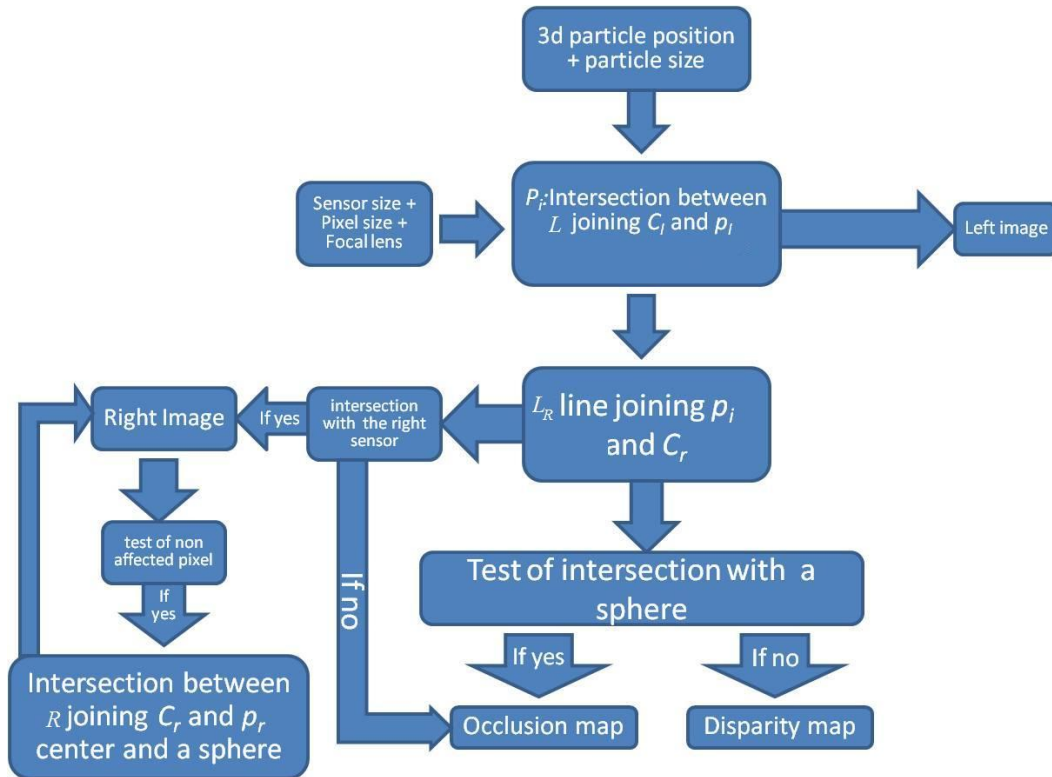 3d particle position
+ particle size
Sensor size +
Pixel size +
Focal lens
Pi:Intersection between
L joining Cl and pl
Left image
LR line joining pi
and Cr
intersection
with the right
sensor
If yes
Right Image
test of non
affected pixel
If
yes
Intersection between
R joining Cr and pr
center and a sphere
If no
Test of intersection with a
sphere
If yes
If no
Occlusion map
Disparity map